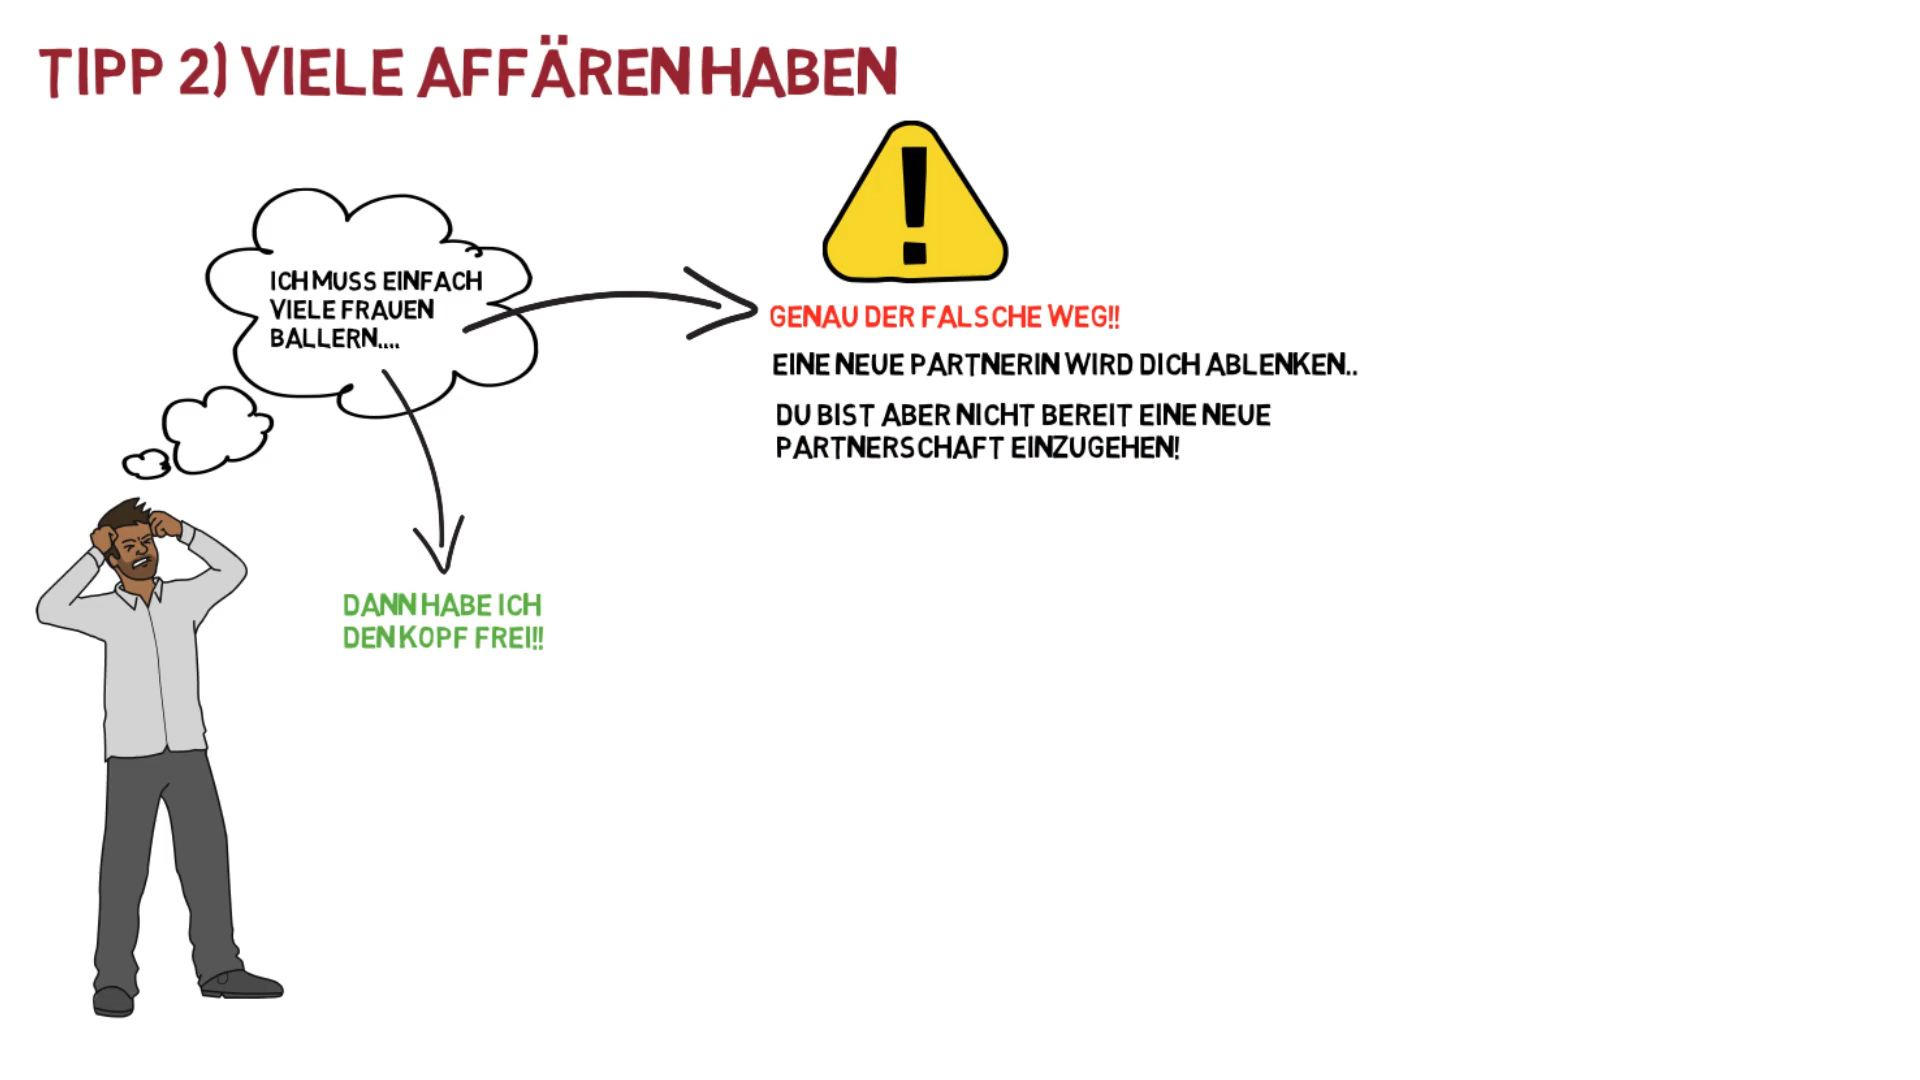 TIPP 2) VIELE AFFÄREN HABEN
ICH MUSS EINFACH
VIELE FRAUEN
BALLERN....
GENAU DER FALSCHE WEG!!
EINE NEUE PARTNERIN WIRD DICH ABLENKEN..
DU BIST ABER NICHT BEREIT EINE NEUE
PARTNERSCHAFT EINZUGEHEN!
DANN HABE ICH
DEN KOPF FREI!!